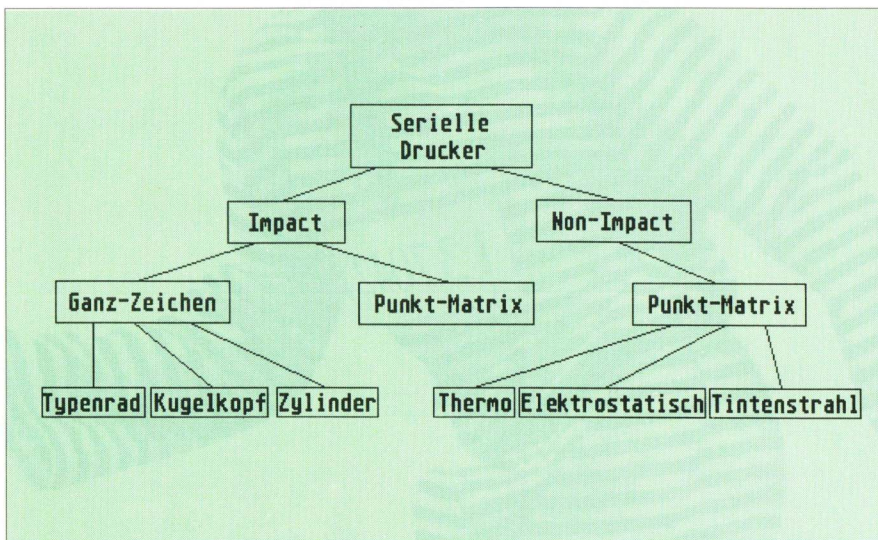 Serielle
Drucker
Impact
Non-Impact
Ganz-Zeichen
Punkt-Matrix
Punkt-Matrix
Typenrad
Kugelkopf
Zylinder
Thermo
Elektrostatisch
Tintenstrahl